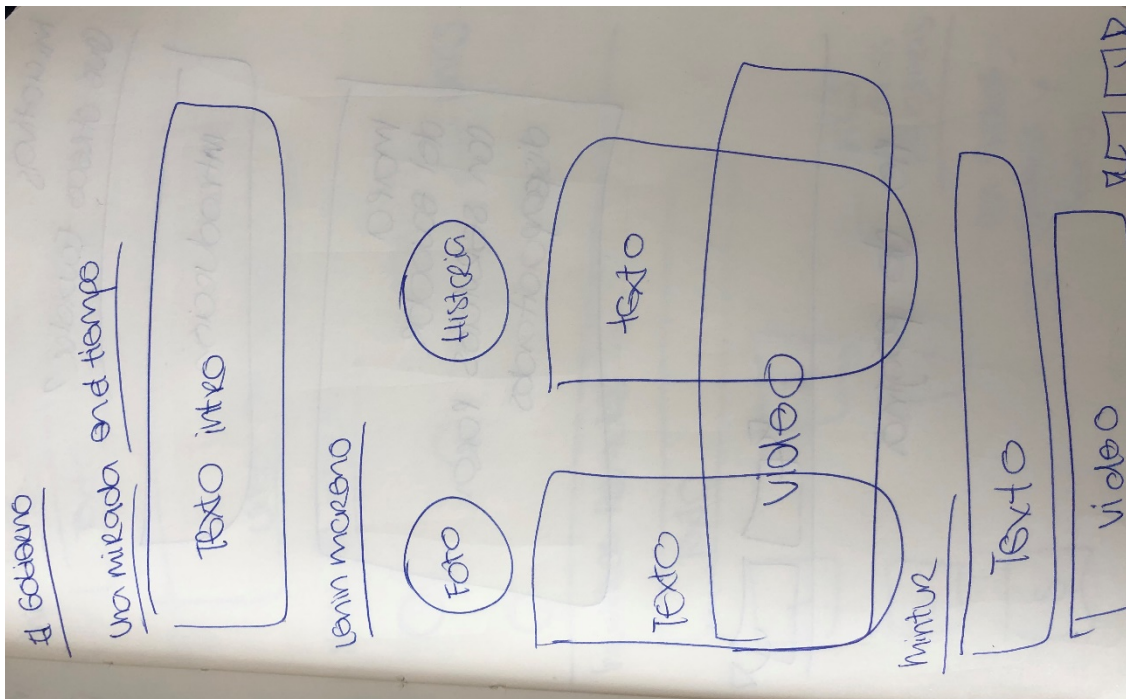 El Gobierno
una mirada en el tiempo
Texto intro
Lenin moreno
Foto
Historia
Texto
texto
Video
mintur
Texto
Video